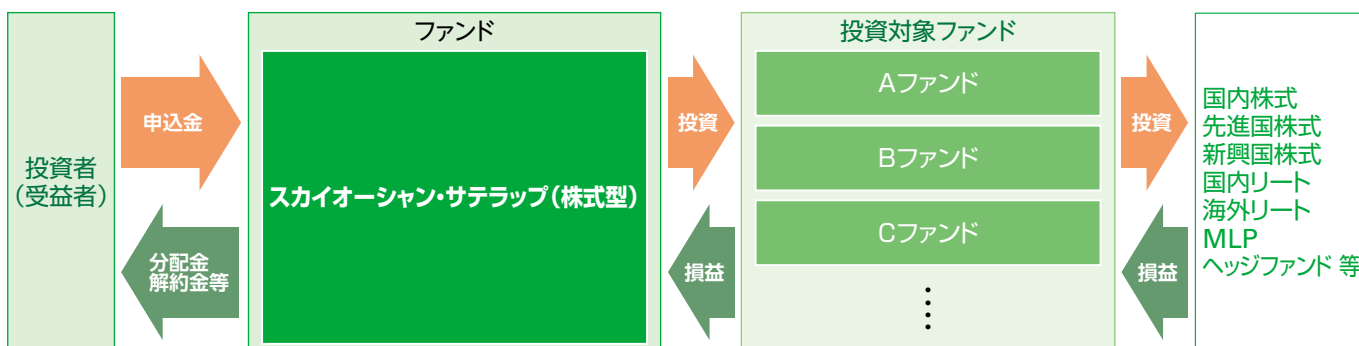 投資者
(受益者)
申込金
分配金
解約金等
ファンド
スカイオーシャン・サテラップ(株式型)
投資
損益
投資対象ファンド
Aファンド
Bファンド
Cファンド
投資
損益
国内株式
先進国株式
新興国株式
国内リート
海外リート
MLP
ヘッジファンド 等